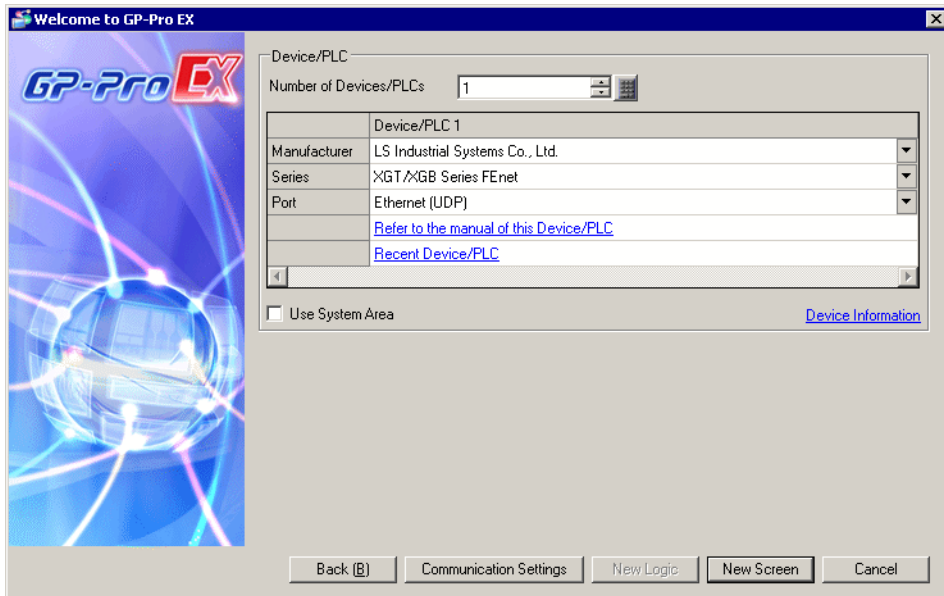 Welcome to GP-Pro EX
GP-Pro EX
Device/PLC
Number of Devices/PLCs 1
Device/PLC 1
Manufacturer LS Industrial Systems Co., Ltd.
Series XGT/XGB Series FEnet
Port Ethernet (UDP)
Refer to the manual of this Device/PLC
Recent Device/PLC
Use System Area Device Information
Back (B) Communication Settings New Logic New Screen Cancel